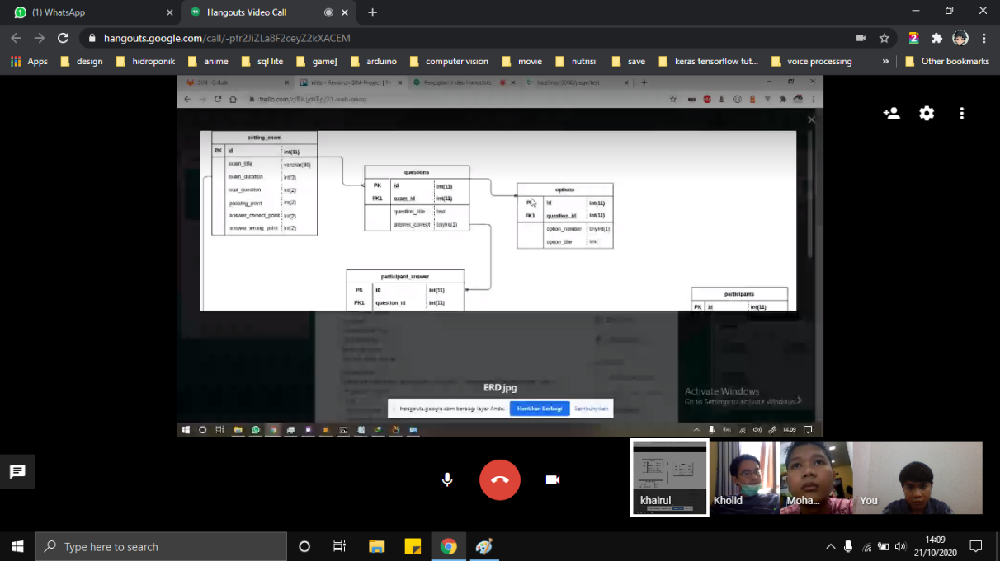 (1) WhatsApp
Hangouts Video Call
hangouts.google.com/call/-pfr2JiZLa8F2ceyZ2kXACEM
Apps
design
hidroponik
anime
sql lite
game]
arduino
computer vision
movie
nutrisi
save
keras tensorflow tut...
voice processing
»
Other bookmarks
setting_exam
PK id int(11)
exam_title varchar(30)
exam_duration int(3)
total_question int(2)
passing_point int(2)
answer_correct_point int(2)
answer_wrong_point int(2)
questions
PK id int(11)
FK1 exam_id int(11)
question_title text
answer_correct tinyint(1)
options
PK id int(11)
FK1 question_id int(11)
option_number tinyint(1)
option_title text
participant_answer
PK id int(11)
FK1 question_id int(11)
participants
PK id int(11)
ERD.jpg
hangouts.google.com berbagi layar Anda.
Hentikan berbagi
Sembunyikan
Activate Windows
Go to Settings to activate Windows.
14.09
khairul
Kholid
Moha...
You
Type here to search
14:09
21/10/2020